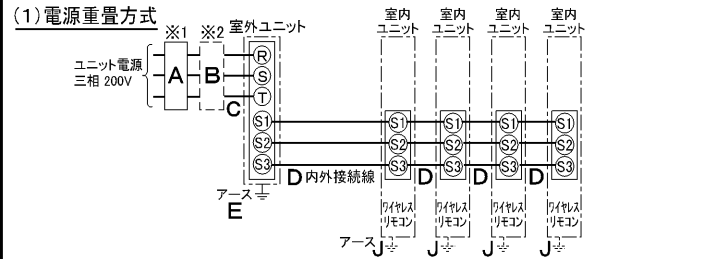 (1)電源重畳方式
※1 ※2 室外ユニット
室内ユニット 室内ユニット 室内ユニット 室内ユニット
ユニット電源
三相 200V
A B C
R
S
T
S1 S1 S1 S1 S1
S2 S2 S2 S2 S2
S3 S3 S3 S3 S3
D 内外接続線 D D D
アース
E
ワイヤレスリモコン ワイヤレスリモコン ワイヤレスリモコン ワイヤレスリモコン
アース J J J J